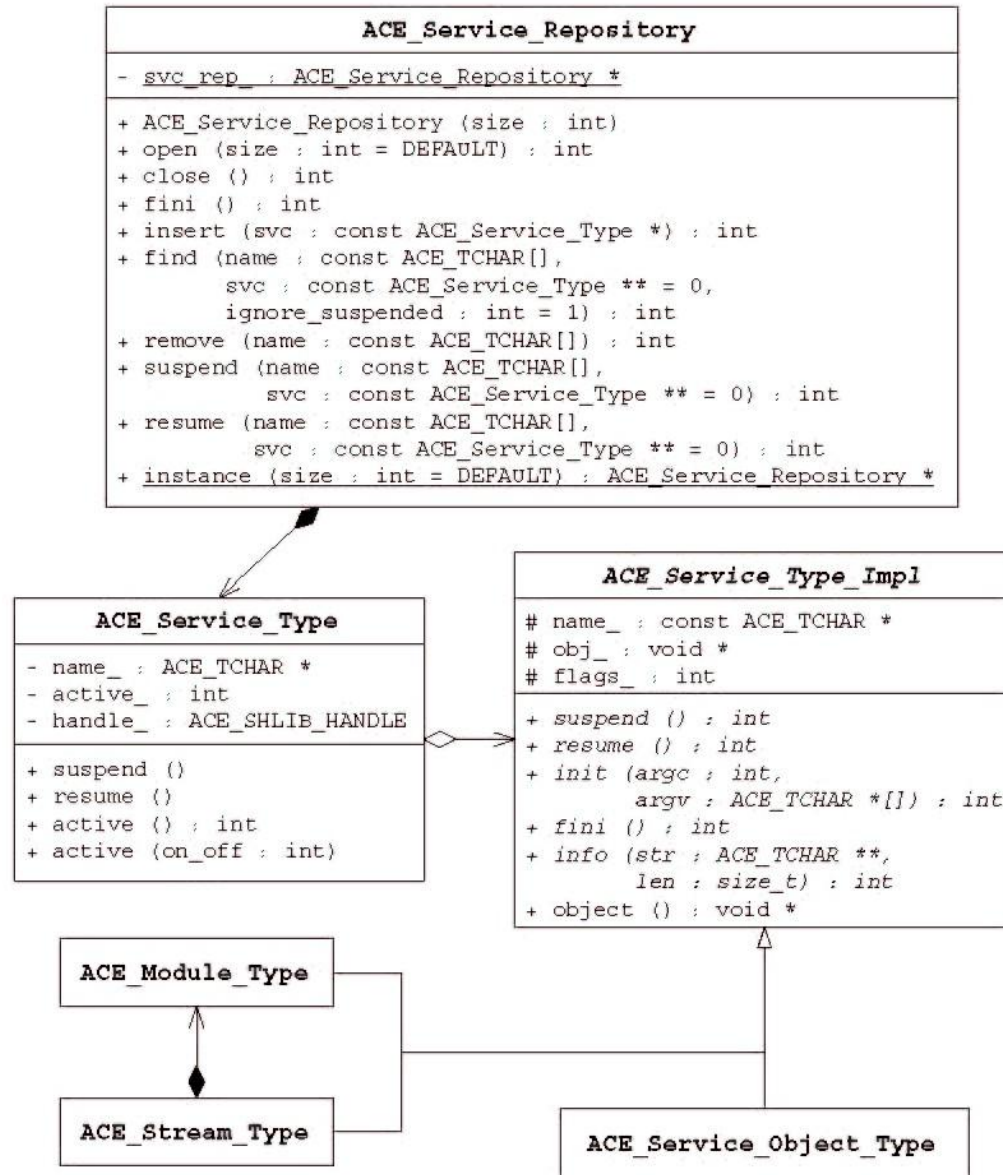 ACE_Service_Repository
- svc_rep_ : ACE_Service_Repository *
+ ACE_Service_Repository (size : int)
+ open (size : int = DEFAULT) : int
+ close () : int
+ fini () : int
+ insert (svc : const ACE_Service_Type *) : int
+ find (name : const ACE_TCHAR[],
svc : const ACE_Service_Type ** = 0,
ignore_suspended : int = 1) : int
+ remove (name : const ACE_TCHAR[]) : int
+ suspend (name : const ACE_TCHAR[],
svc : const ACE_Service_Type ** = 0) : int
+ resume (name : const ACE_TCHAR[],
svc : const ACE_Service_Type ** = 0) : int
+ instance (size : int = DEFAULT) : ACE_Service_Repository *
ACE_Service_Type
- name_ : ACE_TCHAR *
- active_ : int
- handle_ : ACE_SHLIB_HANDLE
+ suspend ()
+ resume ()
+ active () : int
+ active (on_off : int)
ACE_Service_Type_Impl
# name_ : const ACE_TCHAR *
# obj_ : void *
# flags_ : int
+ suspend () : int
+ resume () : int
+ init (argc : int,
argv : ACE_TCHAR *[]) : int
+ fini () : int
+ info (str : ACE_TCHAR **,
len : size_t) : int
+ object () : void *
ACE_Module_Type
ACE_Stream_Type
ACE_Service_Object_Type